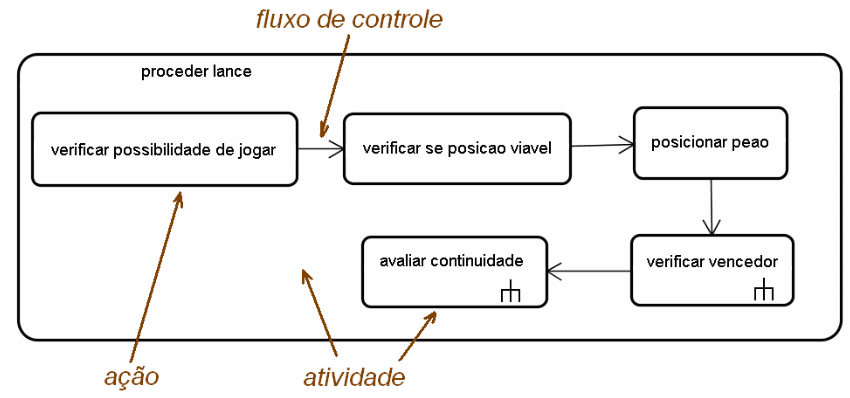 fluxo de controle
proceder lance
verificar possibilidade de jogar
verificar se posicao viavel
posicionar peao
avaliar continuidade
verificar vencedor
ação
atividade